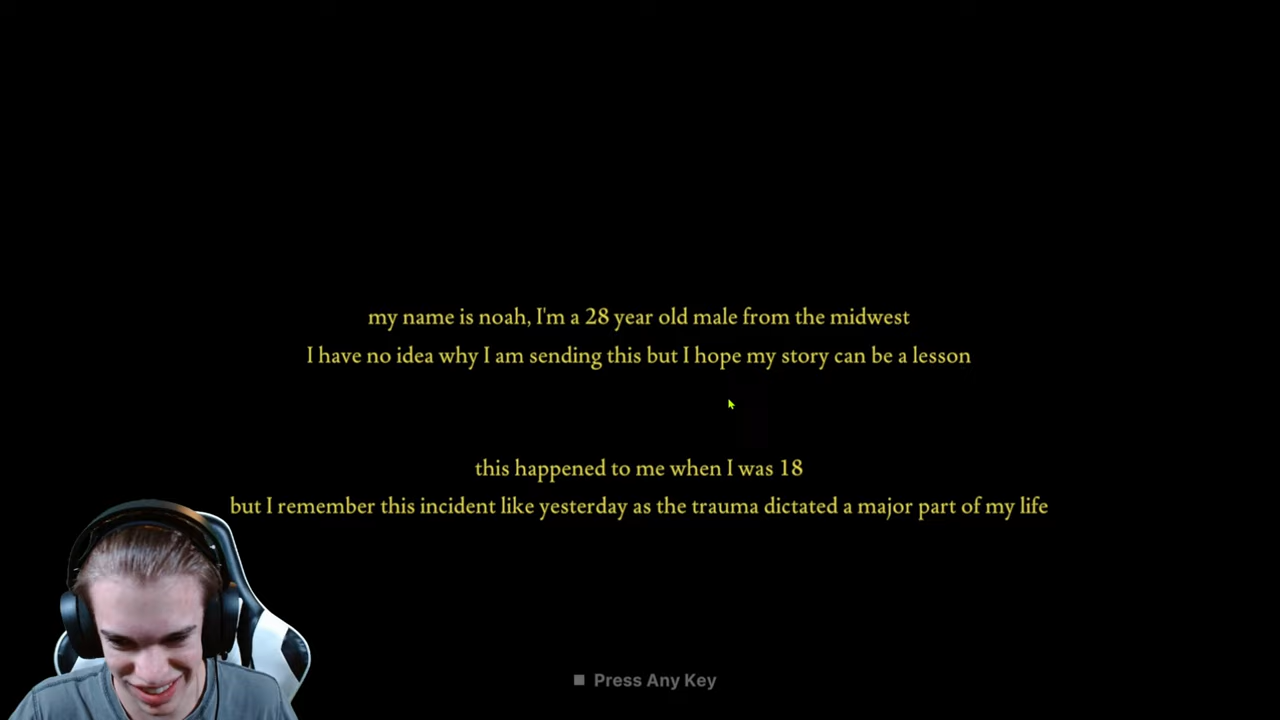 my name is noah, I'm a 28 year old male from the midwest
I have no idea why I am sending this but I hope my story can be a lesson
this happened to me when I was 18
but I remember this incident like yesterday as the trauma dictated a major part of my life
Press Any Key